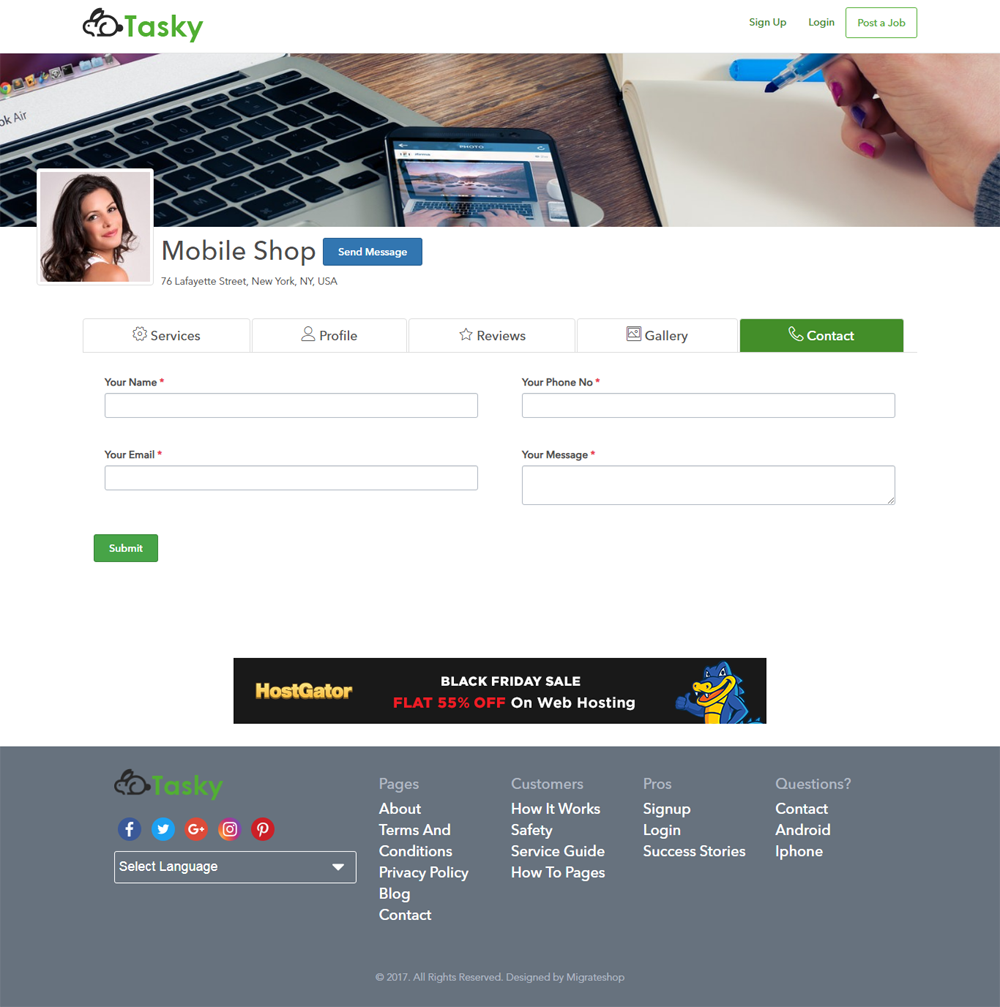 Tasky
Sign Up Login Post a Job
ok Air
PHOTO
Mobile Shop Send Message
76 Lafayette Street, New York, NY, USA
Services Profile Reviews Gallery Contact
Your Name * Your Phone No *
Your Email * Your Message *
Submit
HostGator
BLACK FRIDAY SALE
FLAT 55% OFF On Web Hosting
Tasky
Select Language
Pages
About
Terms And
Conditions
Privacy Policy
Blog
Contact
Customers
How It Works
Safety
Service Guide
How To Pages
Pros
Signup
Login
Success Stories
Questions?
Contact
Android
Iphone
© 2017. All Rights Reserved. Designed by Migrateshop